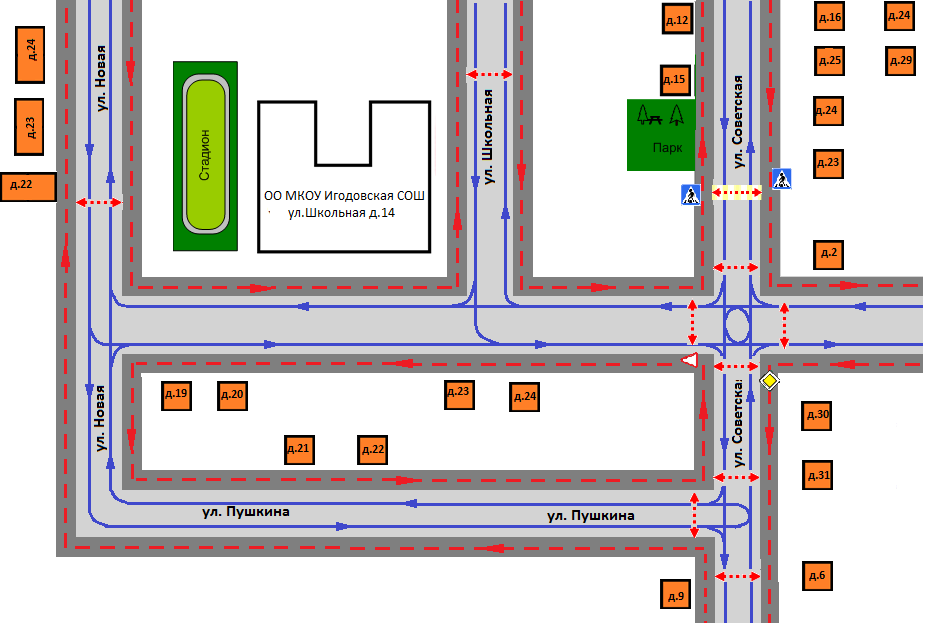 д.24
д.23
д.22
ул. Новая
Стадион
ОО МКОУ Игодовская СОШ
ул.Школьная д.14
ул. Школьная
д.12
д.15
Парк
ул. Советская
д.16
д.24
д.25
д.29
д.24
д.23
д.2
ул. Новая
д.19
д.20
д.23
д.24
д.21
д.22
ул. Советска
д.30
д.31
ул. Пушкина
ул. Пушкина
д.9
д.6